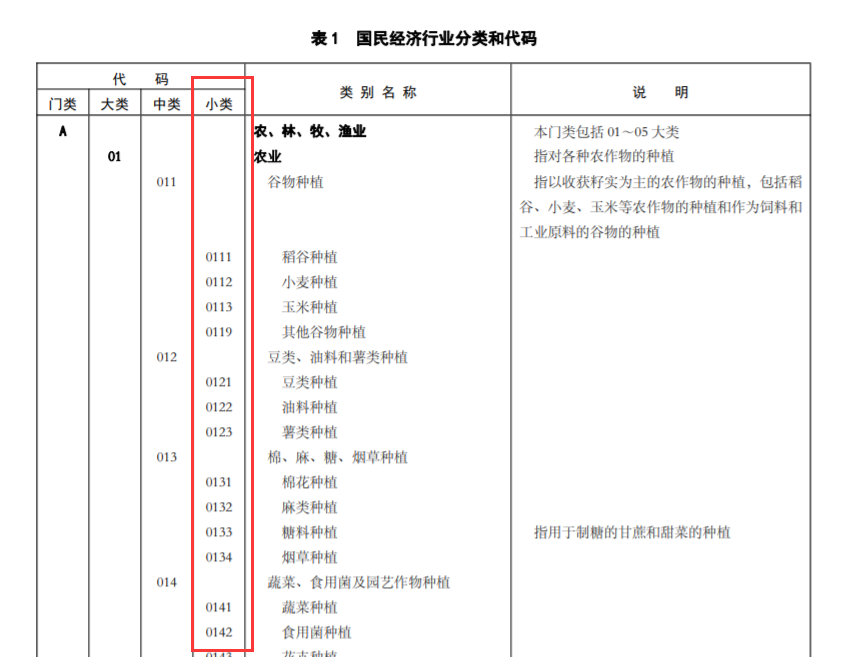 表1 国民经济行业分类和代码
代 码
类 别 名 称
说 明
门类 大类 中类 小类
A 农、林、牧、渔业 本门类包括 01～05 大类
01 农业 指对各种农作物的种植
011 谷物种植 指以收获籽实为主的农作物的种植，包括稻
谷、小麦、玉米等农作物的种植和作为饲料和
工业原料的谷物的种植
0111 稻谷种植
0112 小麦种植
0113 玉米种植
0119 其他谷物种植
012 豆类、油料和薯类种植
0121 豆类种植
0122 油料种植
0123 薯类种植
013 棉、麻、糖、烟草种植
0131 棉花种植
0132 麻类种植
0133 糖料种植 指用于制糖的甘蔗和甜菜的种植
0134 烟草种植
014 蔬菜、食用菌及园艺作物种植
0141 蔬菜种植
0142 食用菌种植
0143 花卉种植